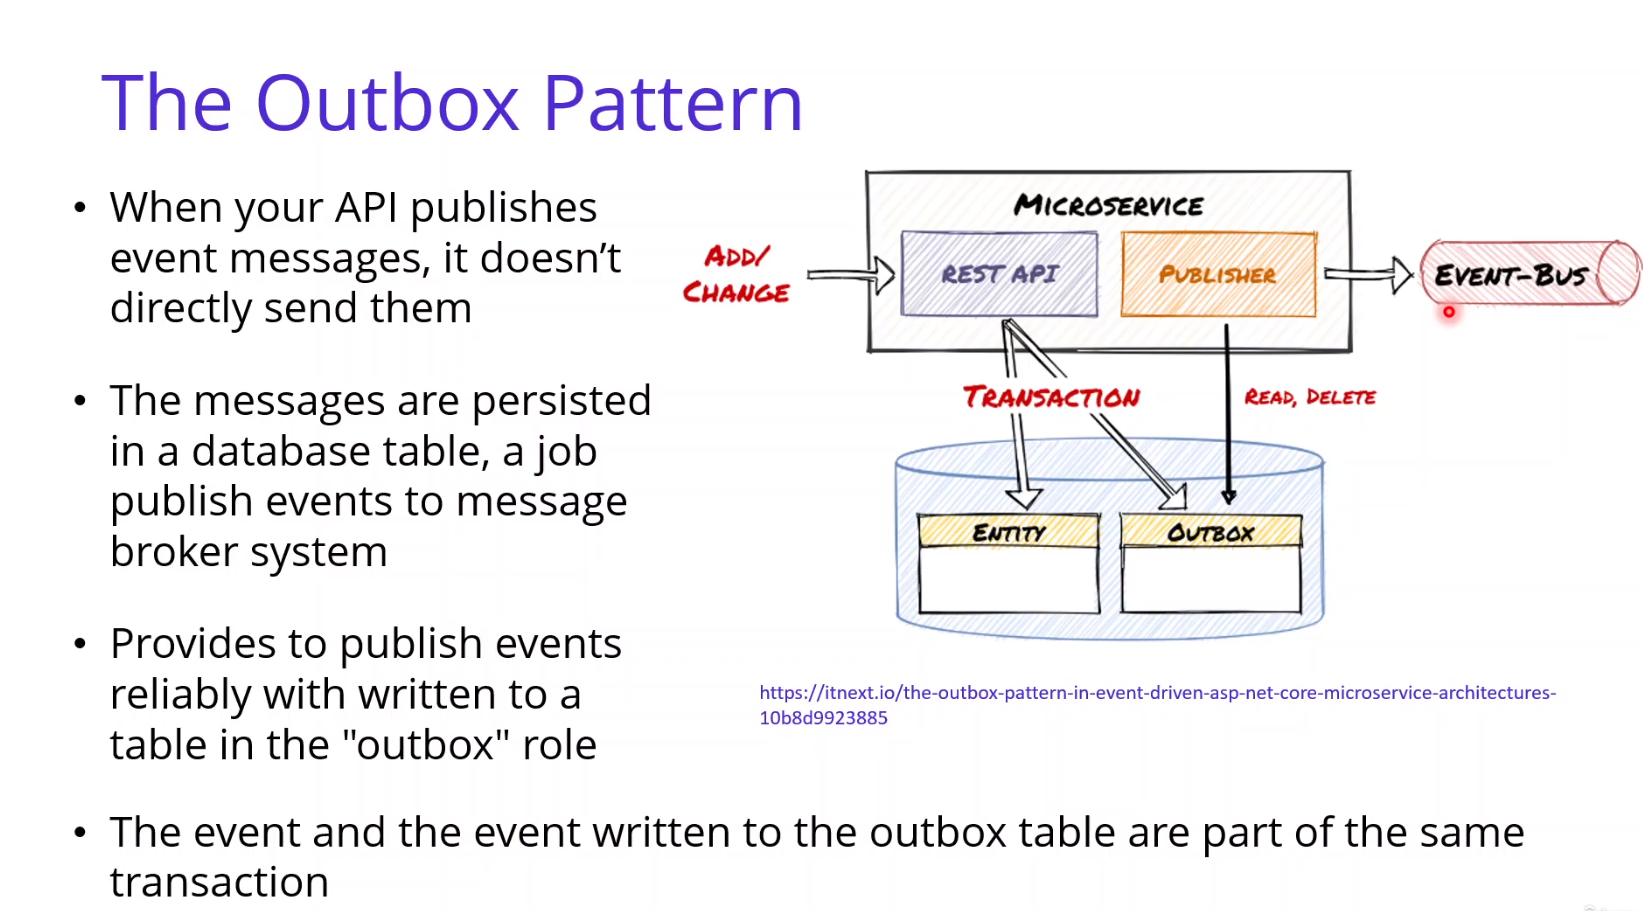 The Outbox Pattern
• When your API publishes
event messages, it doesn’t
directly send them
• The messages are persisted
in a database table, a job
publish events to message
broker system
• Provides to publish events
reliably with written to a
table in the "outbox" role
• The event and the event written to the outbox table are part of the same
transaction
MICROSERVICE
ADD/
CHANGE
REST API
PUBLISHER
EVENT-BUS
TRANSACTION
READ, DELETE
ENTITY
OUTBOX
https://itnext.io/the-outbox-pattern-in-event-driven-asp-net-core-microservice-architectures-
10b8d9923885